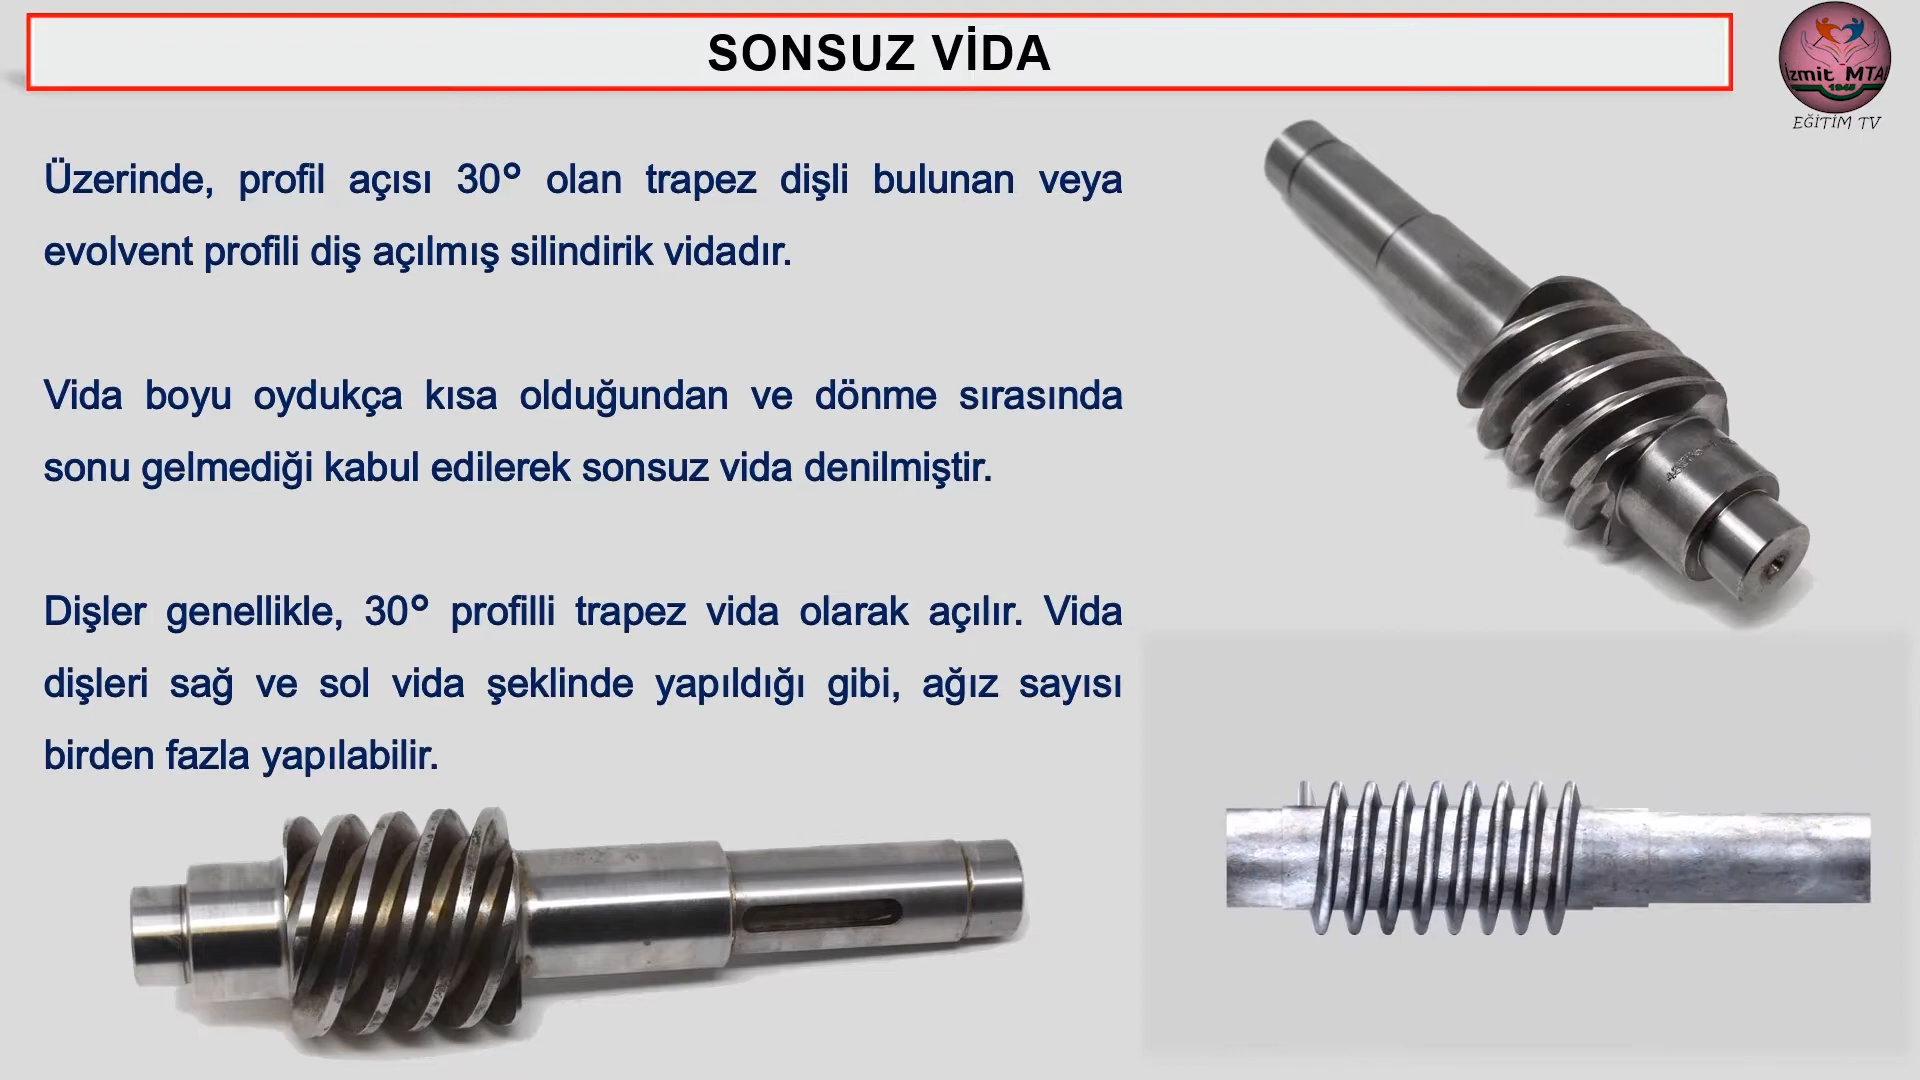 SONSUZ VİDA
İzmit MTAL
1945
EĞİTİM TV
Üzerinde, profil açısı 30° olan trapez dişli bulunan veya
evolvent profili diş açılmış silindirik vidadır.
Vida boyu oydukça kısa olduğundan ve dönme sırasında
sonu gelmediği kabul edilerek sonsuz vida denilmiştir.
Dişler genellikle, 30° profilli trapez vida olarak açılır. Vida
dişleri sağ ve sol vida şeklinde yapıldığı gibi, ağız sayısı
birden fazla yapılabilir.